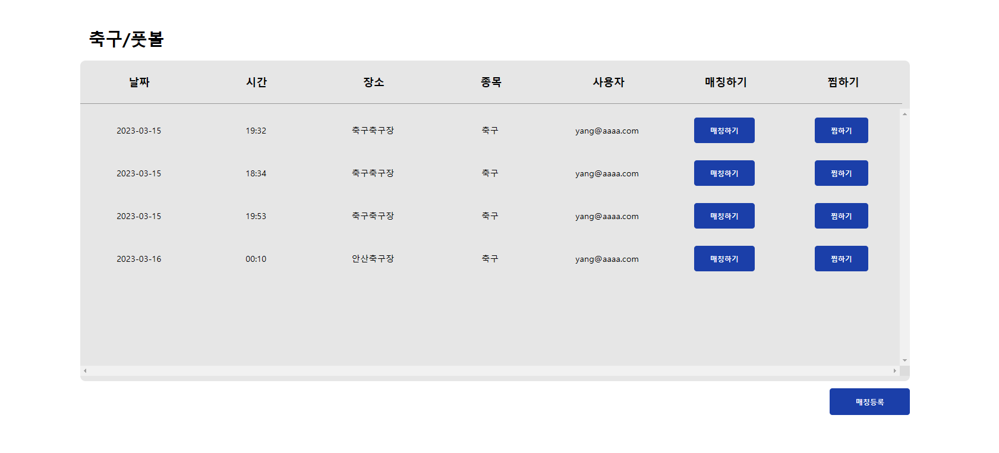 축구/풋볼
날짜 시간 장소 종목 사용자 매칭하기 찜하기
2023-03-15 19:32 축구축구장 축구 yang@aaaa.com 매칭하기 찜하기
2023-03-15 18:34 축구축구장 축구 yang@aaaa.com 매칭하기 찜하기
2023-03-15 19:53 축구축구장 축구 yang@aaaa.com 매칭하기 찜하기
2023-03-16 00:10 안산축구장 축구 yang@aaaa.com 매칭하기 찜하기
매칭등록